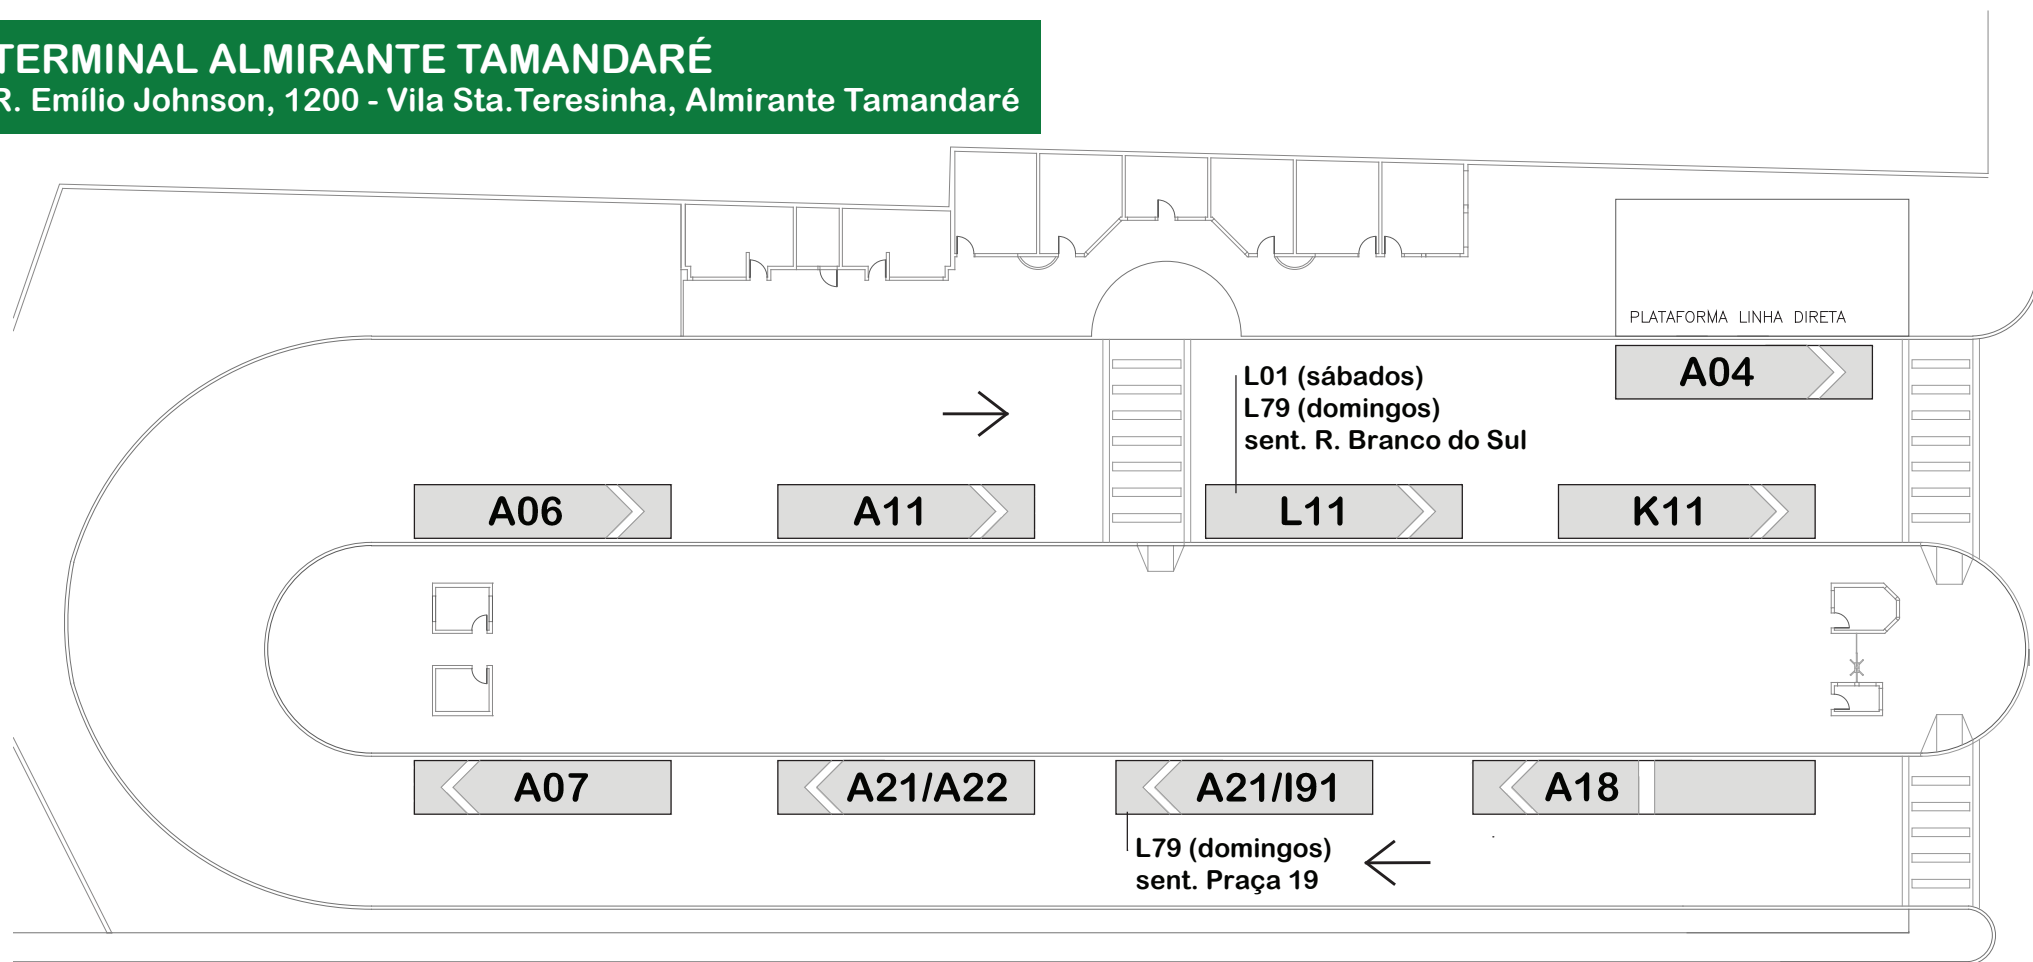 TERMINAL ALMIRANTE TAMANDARÉ
R. Emílio Johnson, 1200 - Vila Sta.Teresinha, Almirante Tamandaré
PLATAFORMA LINHA DIRETA
A04
L01 (sábados)
L79 (domingos)
sent. R. Branco do Sul
A06
A11
L11
K11
A07
A21/A22
A21/I91
A18
L79 (domingos)
sent. Praça 19